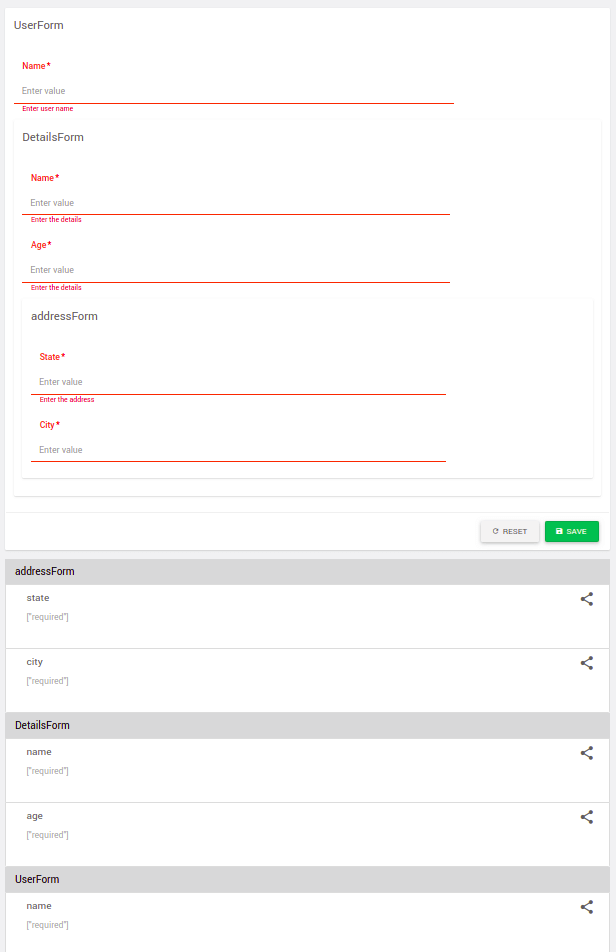 UserForm
Name *
Enter value
Enter user name
DetailsForm
Name *
Enter value
Enter the details
Age *
Enter value
Enter the details
addressForm
State *
Enter value
Enter the address
City *
Enter value
RESET SAVE
addressForm
state
["required"]
city
["required"]
DetailsForm
name
["required"]
age
["required"]
UserForm
name
["required"]